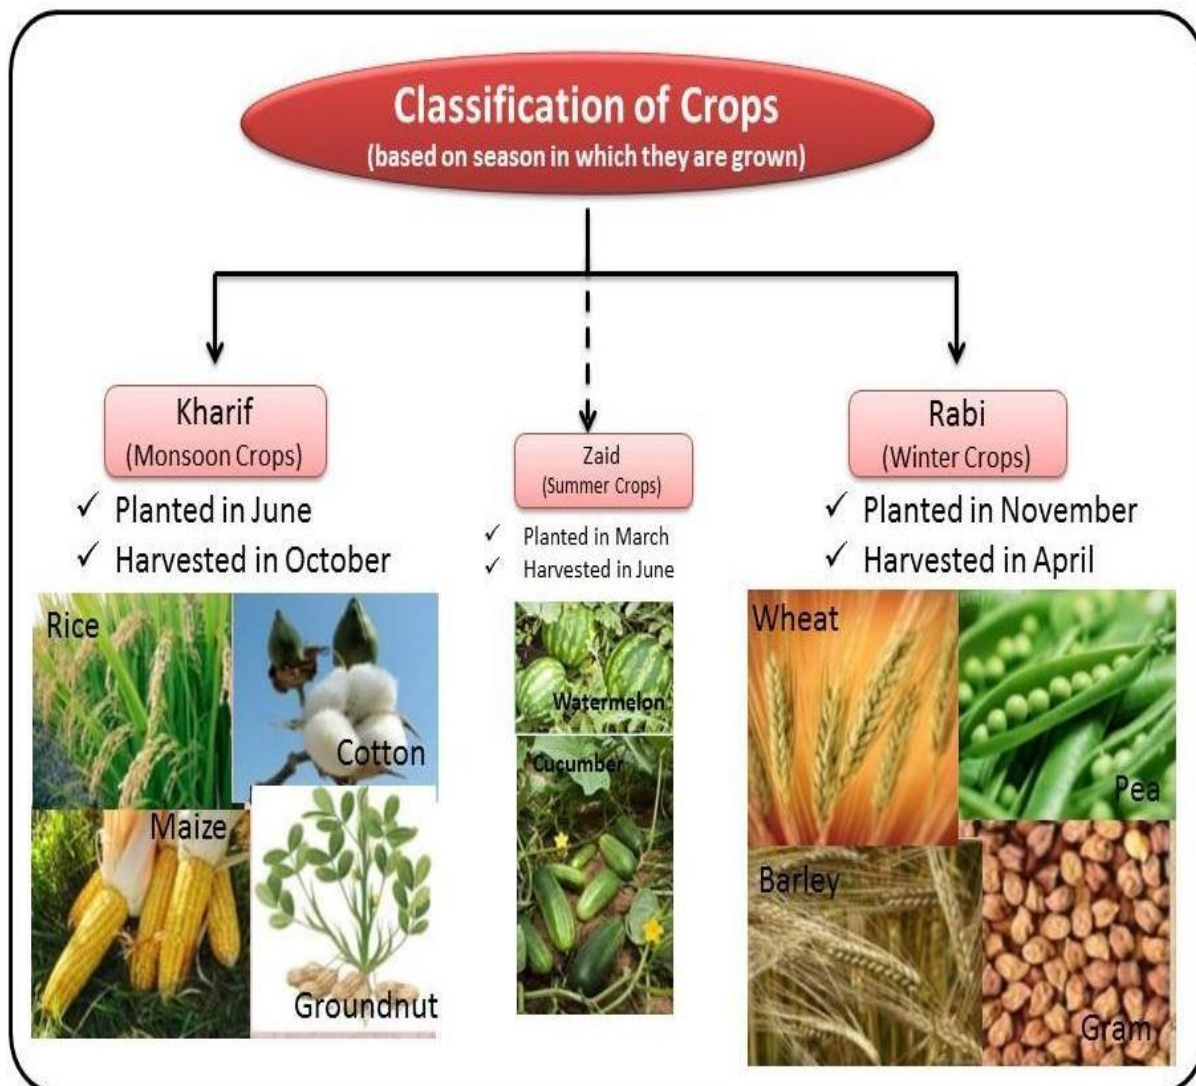 Classification of Crops
(based on season in which they are grown)
Kharif
(Monsoon Crops)
✓ Planted in June
✓ Harvested in October
Rice
Cotton
Maize
Groundnut
Zaid
(Summer Crops)
✓ Planted in March
✓ Harvested in June
Watermelon
Cucumber
Rabi
(Winter Crops)
✓ Planted in November
✓ Harvested in April
Wheat
Pea
Barley
Gram